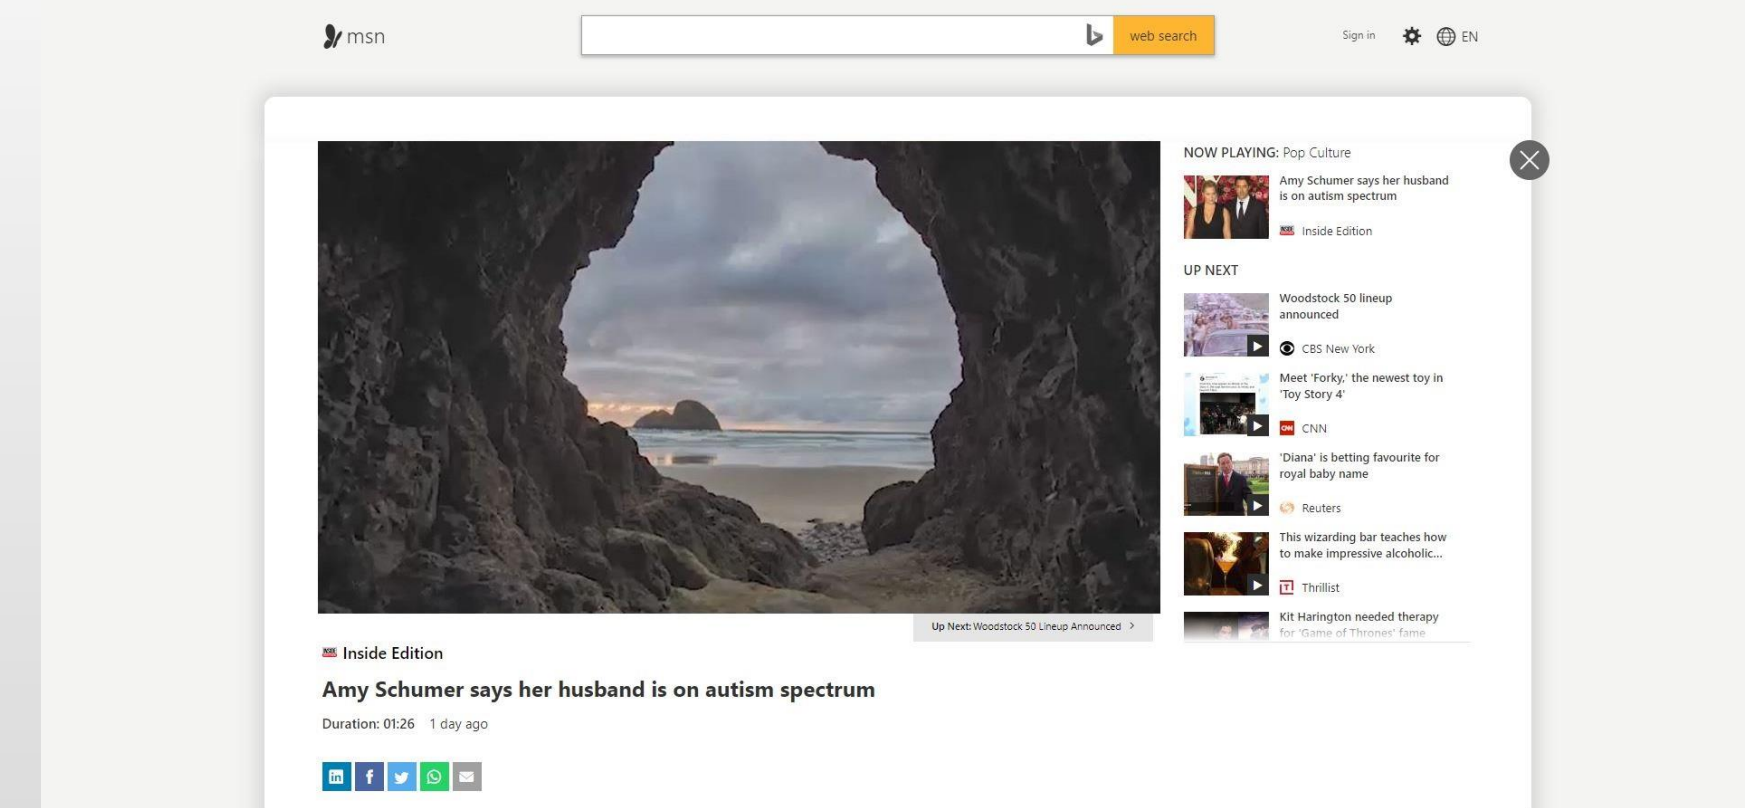 msn
web search
Sign in
EN
NOW PLAYING: Pop Culture
Amy Schumer says her husband
is on autism spectrum
Inside Edition
UP NEXT
Woodstock 50 lineup
announced
CBS New York
Meet 'Forky,' the newest toy in
'Toy Story 4'
CNN
'Diana' is betting favourite for
royal baby name
Reuters
This wizarding bar teaches how
to make impressive alcoholic...
Thrillist
Kit Harington needed therapy
for 'Game of Thrones' fame
Up Next: Woodstock 50 Lineup Announced
Inside Edition
Amy Schumer says her husband is on autism spectrum
Duration: 01:26 1 day ago